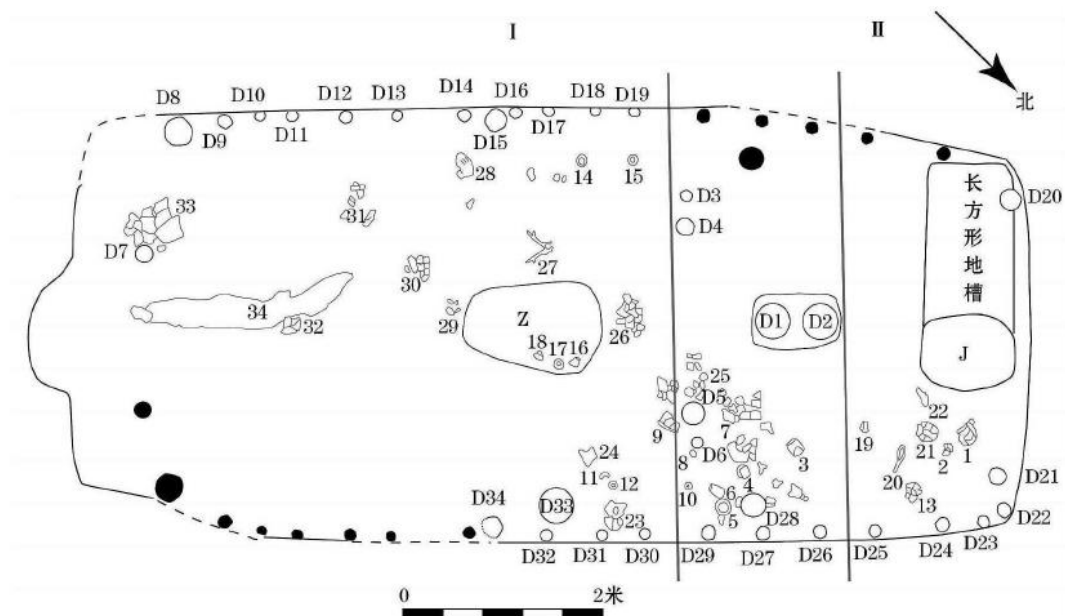 I
II
北
D8
D10
D12
D13
D14
D16
D18
D19
D9
D11
D15
D17
28
14
15
D3
D4
长方形地槽
D20
33
31
D7
27
30
34
32
29
Z
18
17
16
26
D1
D2
J
25
D5
7
9
D6
8
3
4
10
6
5
D28
24
11
12
23
D34
D33
D32
D31
D30
D29
D27
D26
D25
D24
D23
D22
D21
22
19
21
2
1
20
13
0
2米